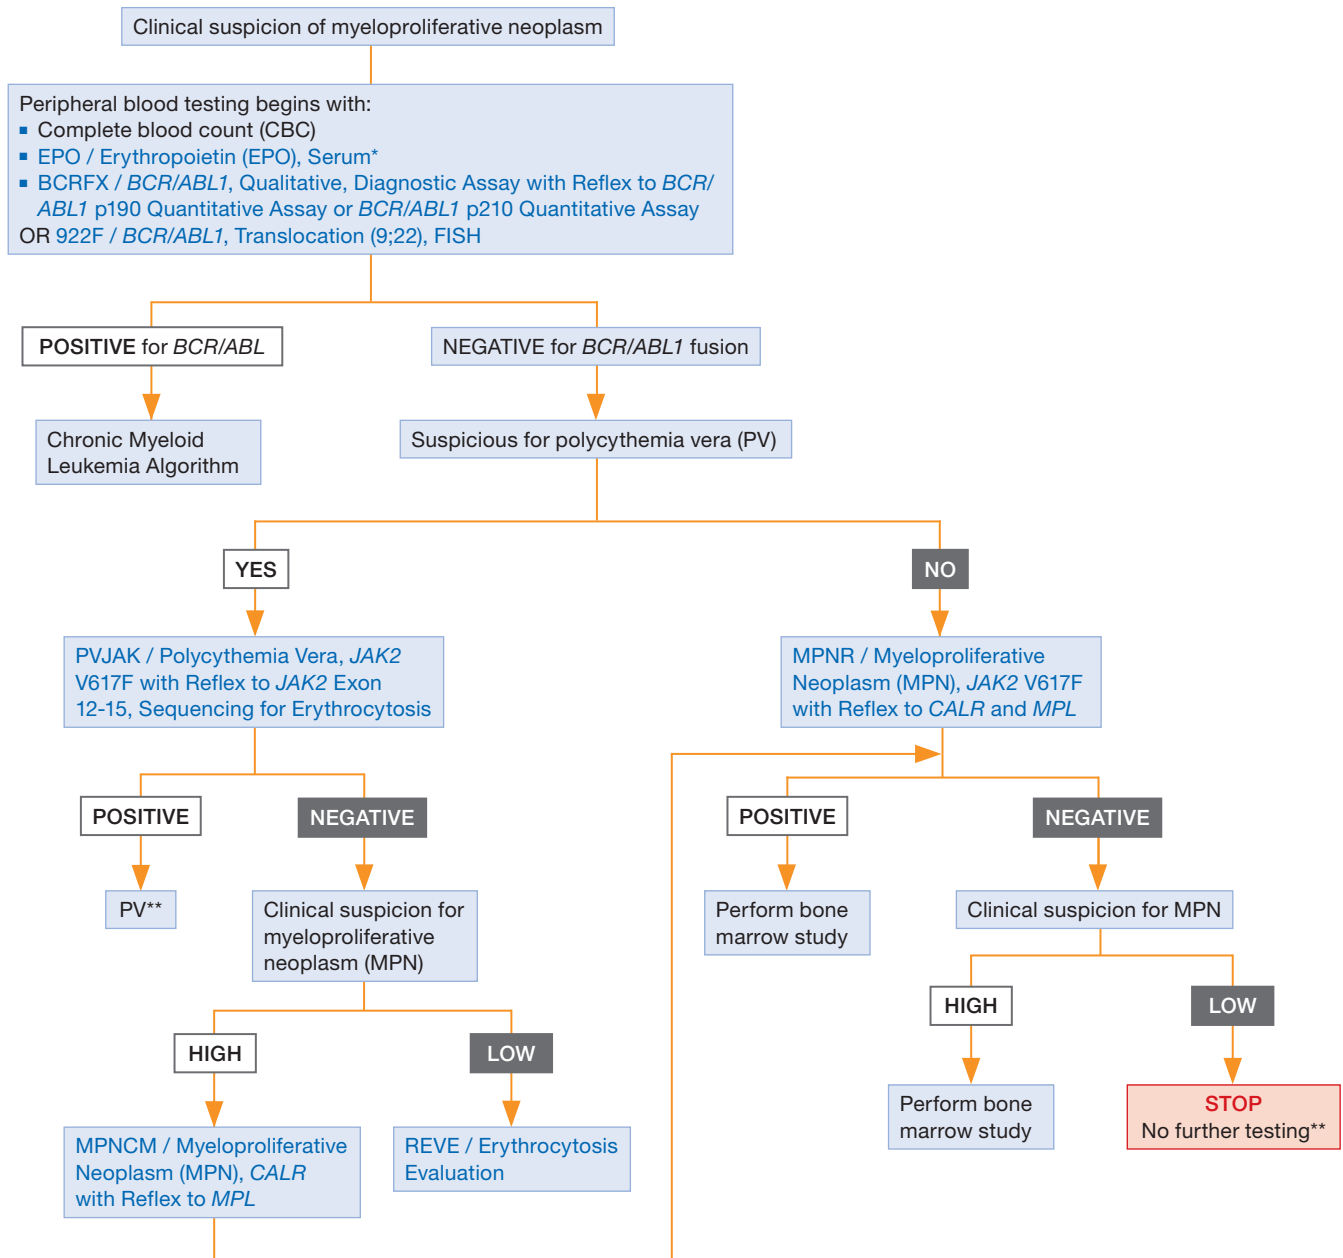 Clinical suspicion of myeloproliferative neoplasm
Peripheral blood testing begins with:
▪ Complete blood count (CBC)
▪ EPO / Erythropoietin (EPO), Serum*
▪ BCRFX / BCR/ABL1, Qualitative, Diagnostic Assay with Reflex to BCR/
ABL1 p190 Quantitative Assay or BCR/ABL1 p210 Quantitative Assay
OR 922F / BCR/ABL1, Translocation (9;22), FISH
POSITIVE for BCR/ABL
NEGATIVE for BCR/ABL1 fusion
Chronic Myeloid
Leukemia Algorithm
Suspicious for polycythemia vera (PV)
YES
NO
PVJAK / Polycythemia Vera, JAK2
V617F with Reflex to JAK2 Exon
12-15, Sequencing for Erythrocytosis
MPNR / Myeloproliferative
Neoplasm (MPN), JAK2 V617F
with Reflex to CALR and MPL
POSITIVE
NEGATIVE
POSITIVE
NEGATIVE
PV**
Clinical suspicion for
myeloproliferative
neoplasm (MPN)
Perform bone
marrow study
Clinical suspicion for MPN
HIGH
LOW
HIGH
LOW
MPNCM / Myeloproliferative
Neoplasm (MPN), CALR
with Reflex to MPL
REVE / Erythrocytosis
Evaluation
Perform bone
marrow study
STOP
No further testing**